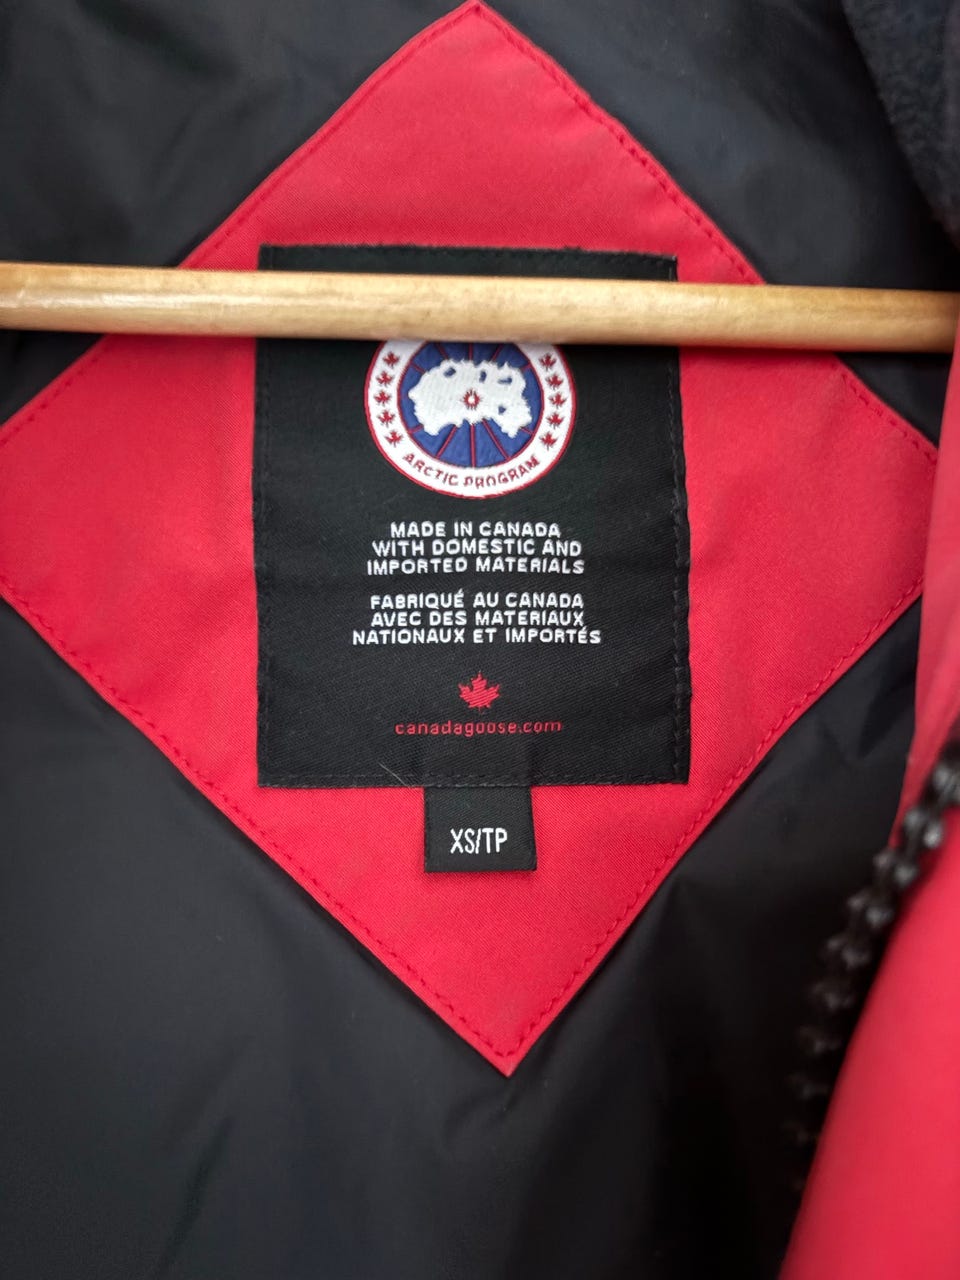 ARCTIC PROGRAM
MADE IN CANADA
WITH DOMESTIC AND
IMPORTED MATERIALS
FABRIQUÉ AU CANADA
AVEC DES MATERIAUX
NATIONAUX ET IMPORTÉS
canadagoose.com
XS/TP